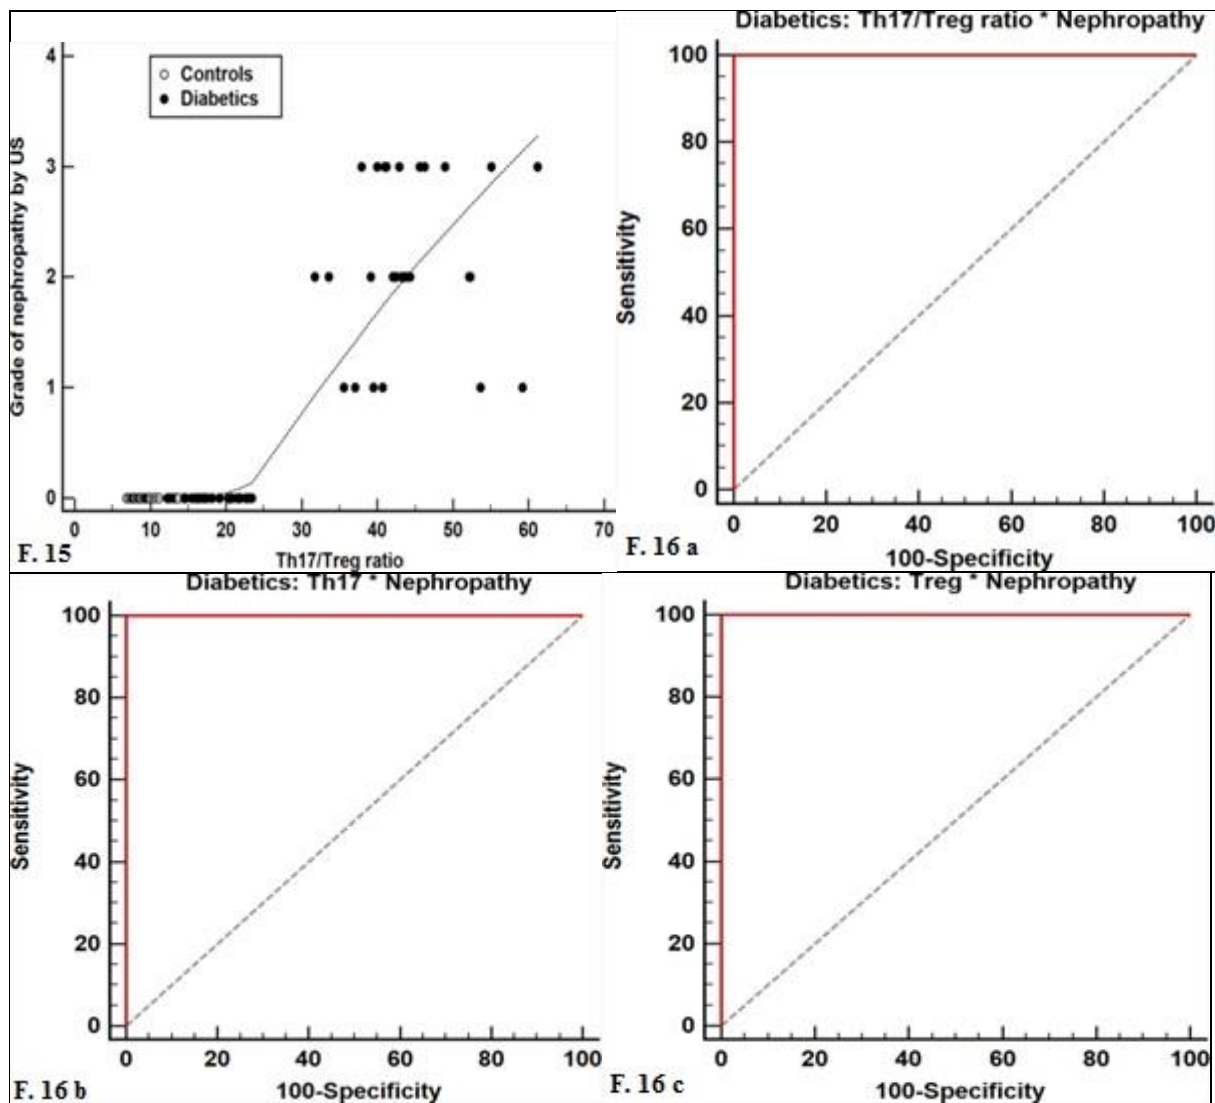 4
3
2
1
0
Grade of nephropathy by US
Controls
Diabetics
0 10 20 30 40 50 60 70
Th17/Treg ratio
F. 15
Diabetics: Th17/Treg ratio * Nephropathy
100
80
60
40
20
0
Sensitivity
0 20 40 60 80 100
100-Specificity
F. 16 a
Diabetics: Th17 * Nephropathy
100
80
60
40
20
0
Sensitivity
0 20 40 60 80 100
100-Specificity
F. 16 b
Diabetics: Treg * Nephropathy
100
80
60
40
20
0
Sensitivity
0 20 40 60 80 100
100-Specificity
F. 16 c